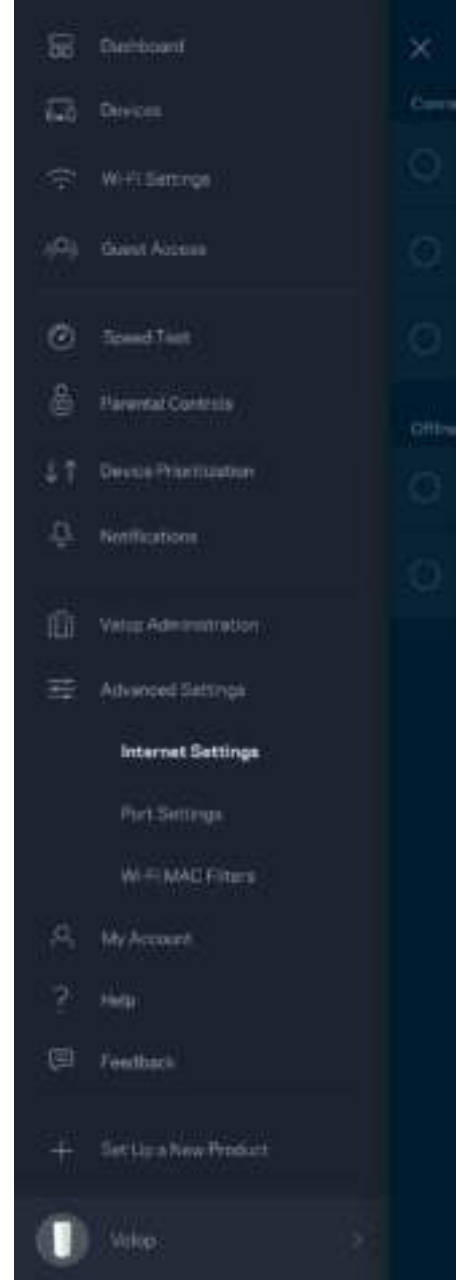 Dashboard
Devices
Wi-Fi Settings
Guest Access
Speed Test
Parental Controls
Device Prioritization
Notifications
Velop Administration
Advanced Settings
Internet Settings
Port Settings
Wi-Fi MAC Filters
My Account
Help
Feedback
Set Up a New Product
Velop
Offline